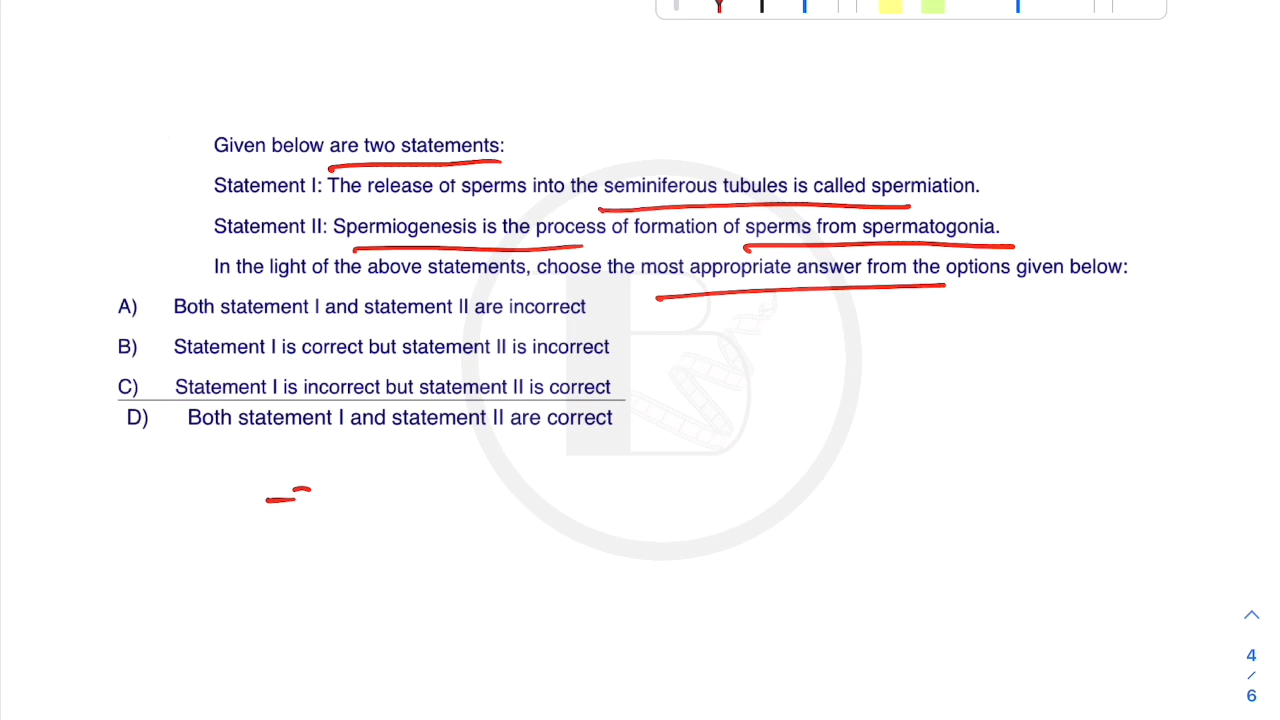 Given below are two statements:
Statement I: The release of sperms into the seminiferous tubules is called spermiation.
Statement II: Spermiogenesis is the process of formation of sperms from spermatogonia.
In the light of the above statements, choose the most appropriate answer from the options given below:
A) Both statement I and statement II are incorrect
B) Statement I is correct but statement II is incorrect
C) Statement I is incorrect but statement II is correct
D) Both statement I and statement II are correct
4
/
6